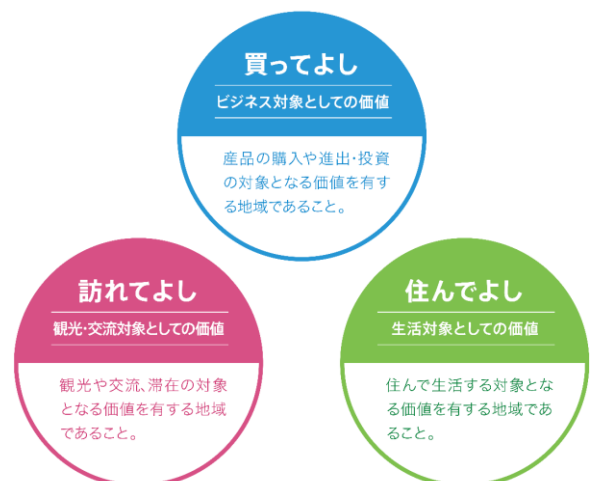 買ってよし
ビジネス対象としての価値
産品の購入や進出・投資
の対象となる価値を有す
る地域であること。
訪れてよし
観光・交流対象としての価値
観光や交流、滞在の対象
となる価値を有する地域
であること。
住んでよし
生活対象としての価値
住んで生活する対象とな
る価値を有する地域であ
ること。